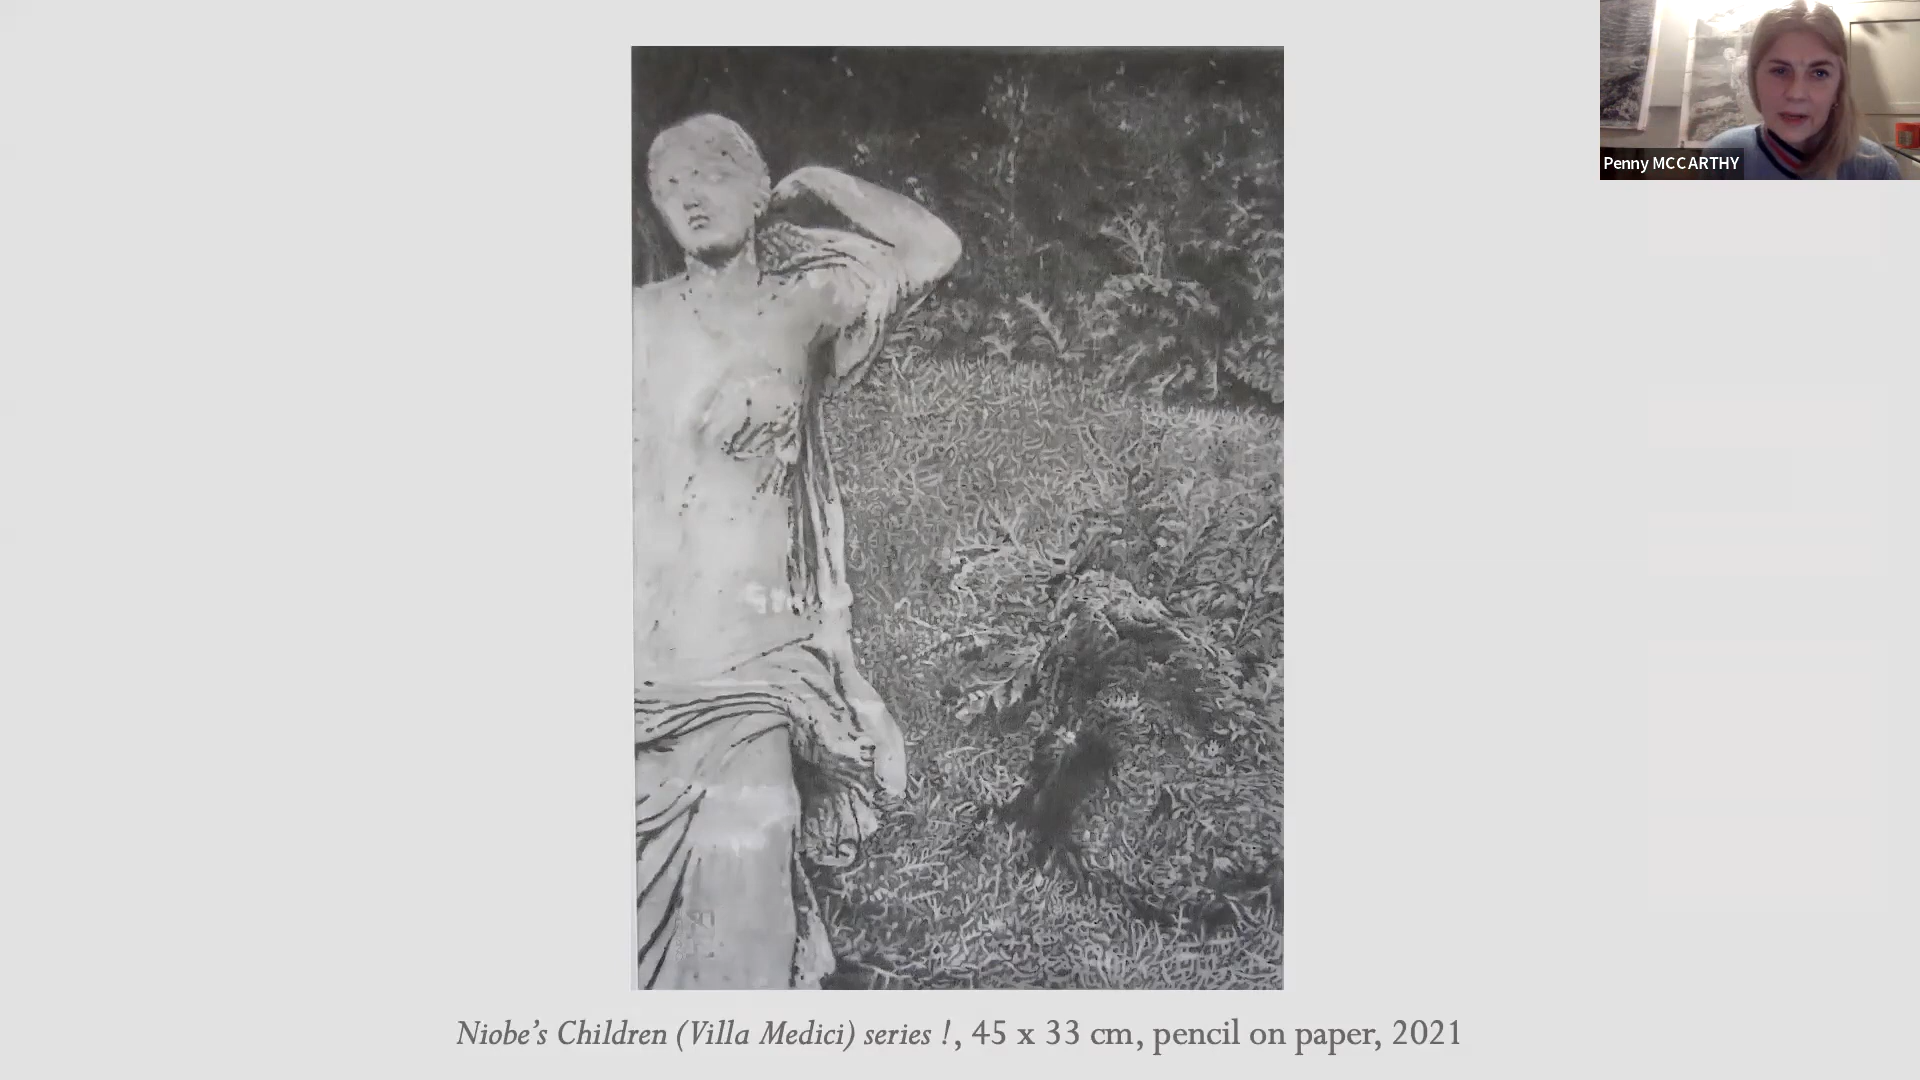 Penny MCCARTHY
Niobe's Children (Villa Medici) series !, 45 x 33 cm, pencil on paper, 2021